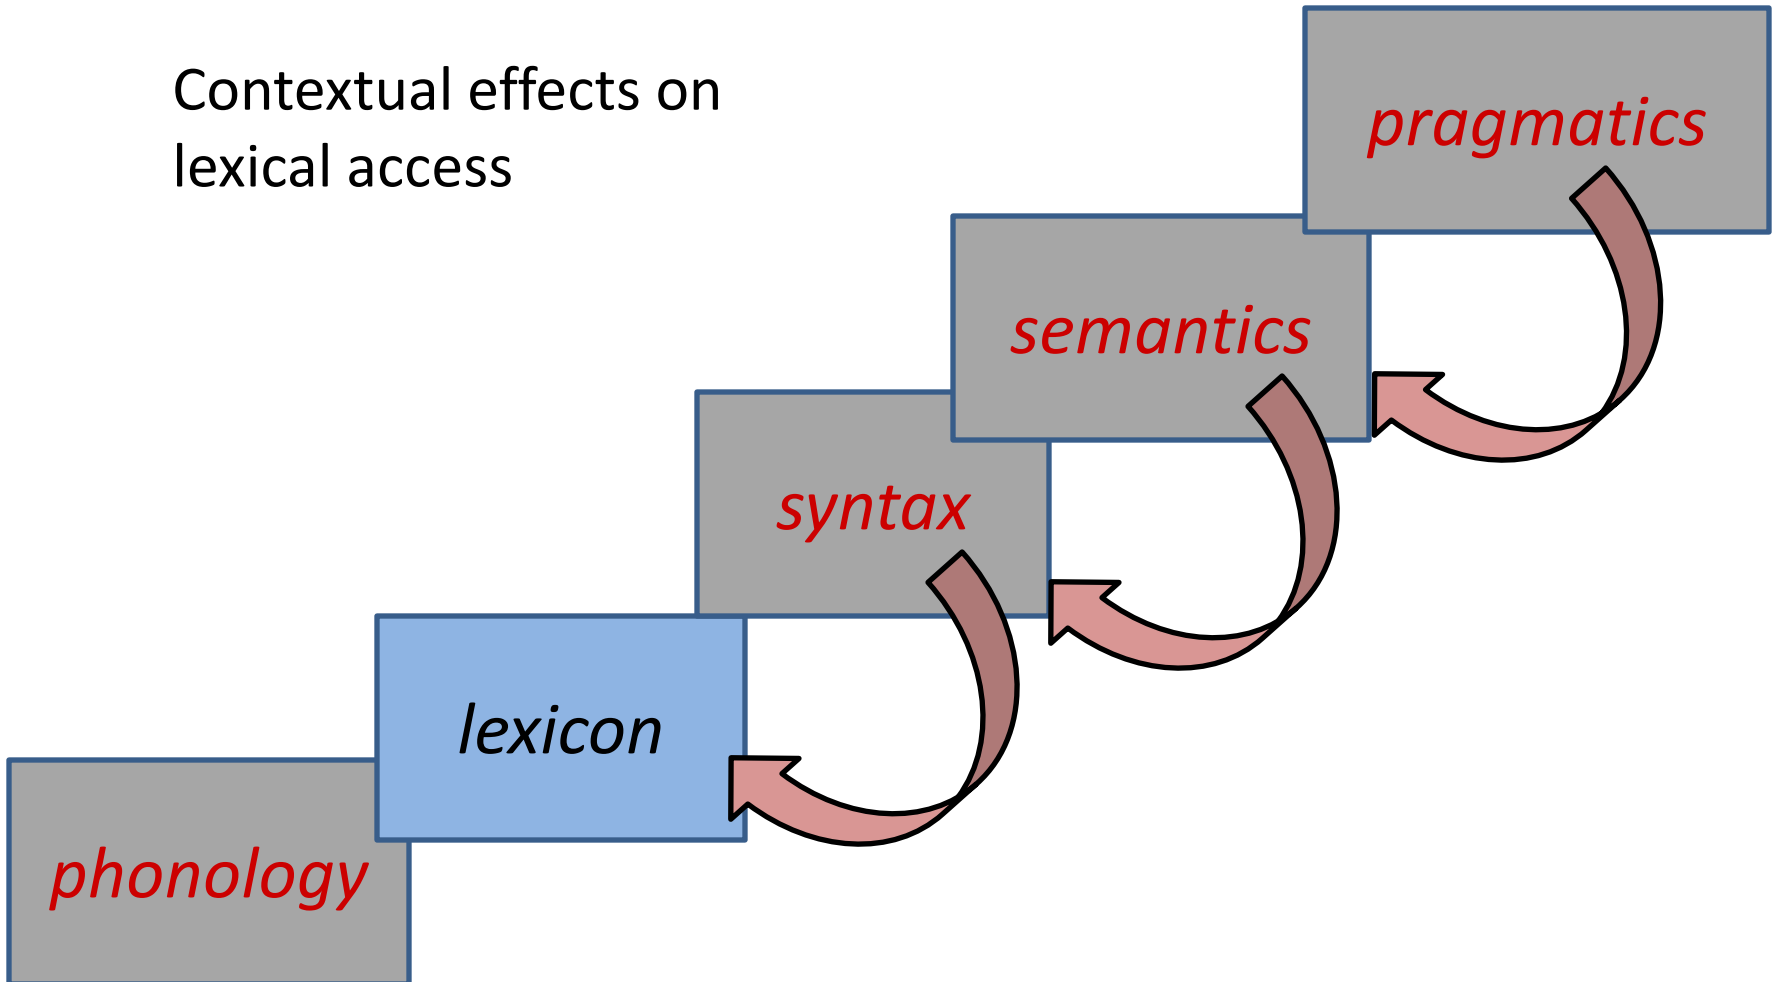 Contextual effects on
lexical access
pragmatics
semantics
syntax
lexicon
phonology